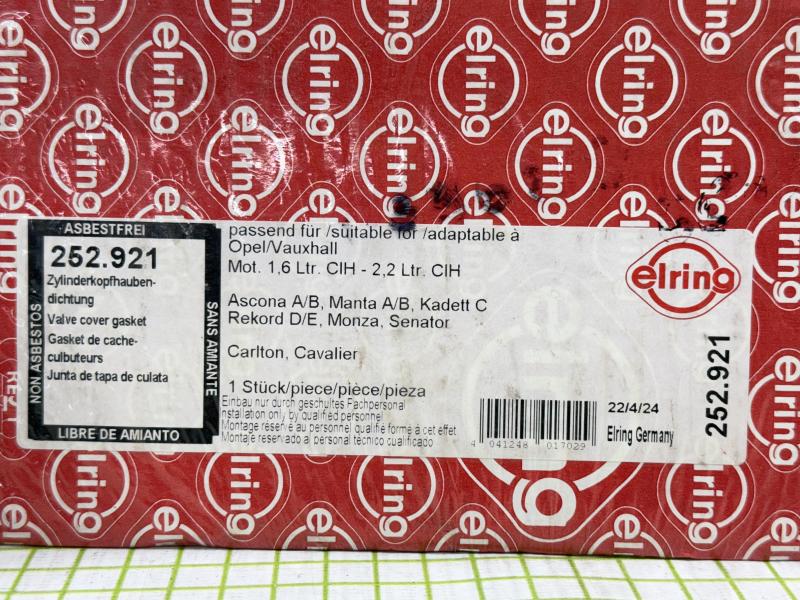 ASBESTFREI
252.921
Zylinderkopfhauben-
dichtung
Valve cover gasket
Gasket de cache-
culbuteurs
Junta de tapa de culata
NON ASBESTOS
SANS AMIANTE
LIBRE DE AMIANTO
passend für /suitable for /adaptable à
Opel/Vauxhall
Mot. 1,6 Ltr. CIH - 2,2 Ltr. CIH
Ascona A/B, Manta A/B, Kadett C
Rekord D/E, Monza, Senator
Carlton, Cavalier
1 Stück/piece/pièce/pieza
Einbau nur durch geschultes Fachpersonal
Installation only by qualified personnel
Montage réservé au personnel qualifié formé à cet effet
Montaje reservado al personal técnico cualificado
4 041248 017029
22/4/24
Elring Germany
elring
252.921
elring